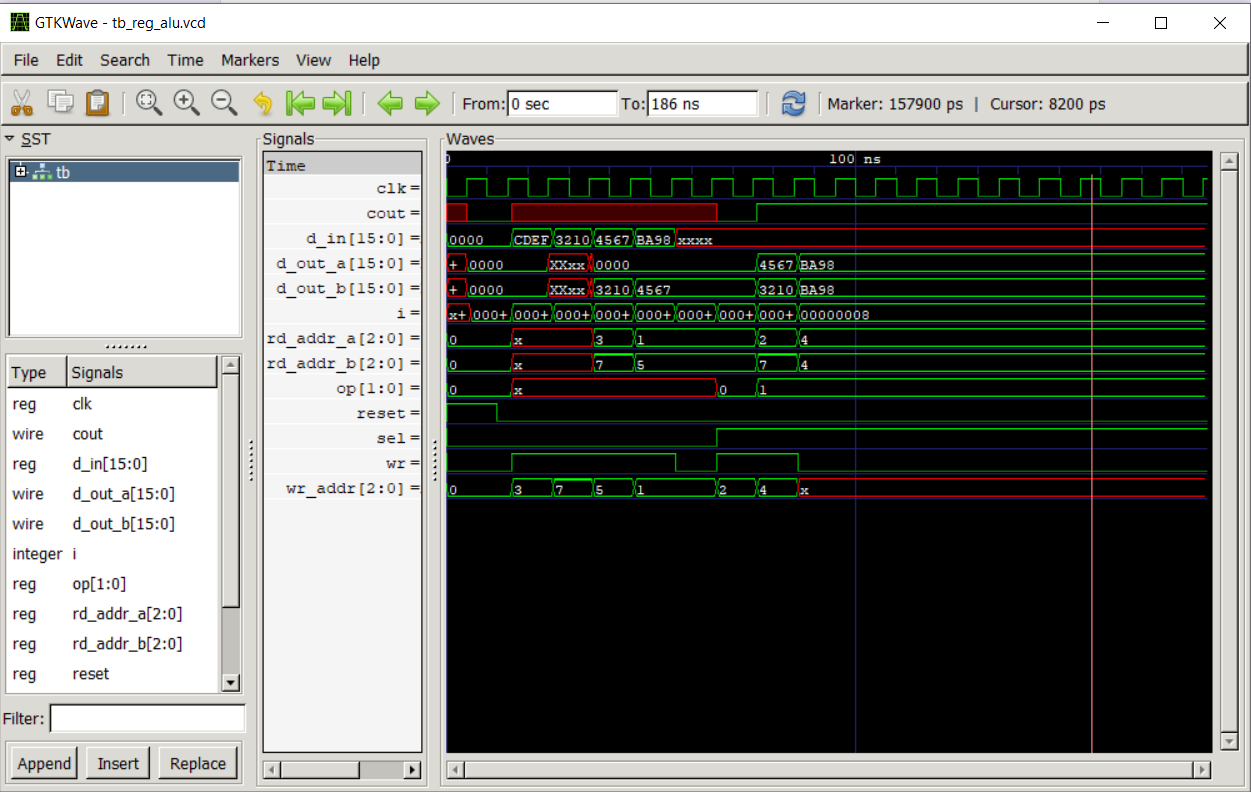 GTKWave - tb_reg_alu.vcd
File Edit Search Time Markers View Help
From: 0 sec To: 186 ns Marker: 157900 ps | Cursor: 8200 ps
SST
tb
Type Signals
reg clk
wire cout
reg d_in[15:0]
wire d_out_a[15:0]
wire d_out_b[15:0]
integer i
reg op[1:0]
reg rd_addr_a[2:0]
reg rd_addr_b[2:0]
reg reset
Filter:
Append Insert Replace
Signals
Time
clk =
cout =
d_in[15:0] =
d_out_a[15:0] =
d_out_b[15:0] =
i =
rd_addr_a[2:0] =
rd_addr_b[2:0] =
op[1:0] =
reset =
sel =
wr =
wr_addr[2:0] =
Waves
0 100 ns
0000 CDEF 3210 4567 BA98 xxxx
+ 0000 XXxx 0000 4567 BA98
+ 0000 XXxx 3210 4567 3210 BA98
x+ 000+ 000+ 000+ 000+ 000+ 000+ 000+ 000+ 00000008
0 x 3 1 2 4
0 x 7 5 7 4
0 x 0 1
0 3 7 5 1 2 4 x